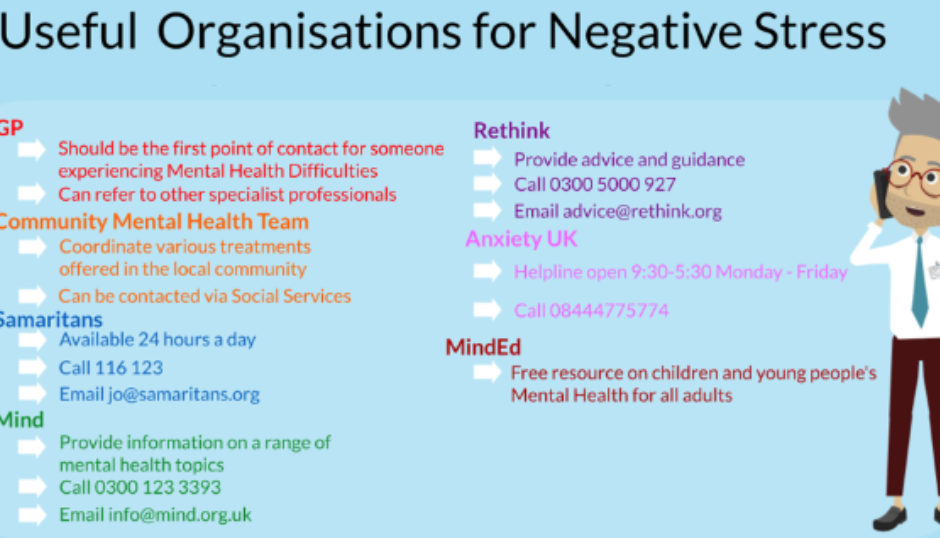 Useful Organisations for Negative Stress
GP
Should be the first point of contact for someone
experiencing Mental Health Difficulties
Can refer to other specialist professionals
Community Mental Health Team
Coordinate various treatments
offered in the local community
Can be contacted via Social Services
Samaritans
Available 24 hours a day
Call 116 123
Email jo@samaritans.org
Mind
Provide information on a range of
mental health topics
Call 0300 123 3393
Email info@mind.org.uk
Rethink
Provide advice and guidance
Call 0300 5000 927
Email advice@rethink.org
Anxiety UK
Helpline open 9:30-5:30 Monday - Friday
Call 08444775774
MindEd
Free resource on children and young people's
Mental Health for all adults